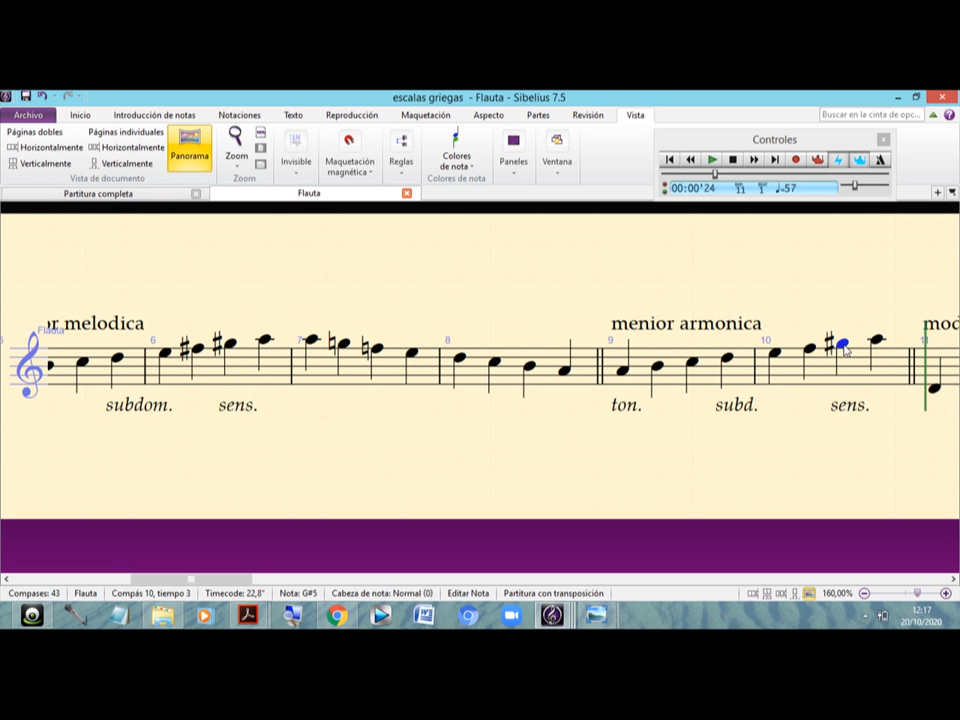 escalas griegas - Flauta - Sibelius 7.5
Archivo Inicio Introducción de notas Notaciones Texto Reproducción Maquetación Aspecto Partes Revisión Vista Buscar en la cinta de opc...
Páginas dobles Páginas individuales
Horizontalmente Horizontalmente
Verticalmente Verticalmente
Panorama
Zoom
Invisible
Maquetación magnética
Reglas
Colores de nota
Paneles
Ventana
Vista de documento Zoom Colores de nota
Controles
00:00'24 11 1 ♩=57
Partitura completa Flauta
r melodica menior armonica mod
Flauta
6 7 8 9 10 11
subdom. sens. ton. subd. sens.
Compases: 43 Flauta Compás 10, tiempo 3 Timecode: 22,8" Nota: G#5 Cabeza de nota: Normal (0) Editar Nota Partitura con transposición 160,00%
12:17
20/10/2020